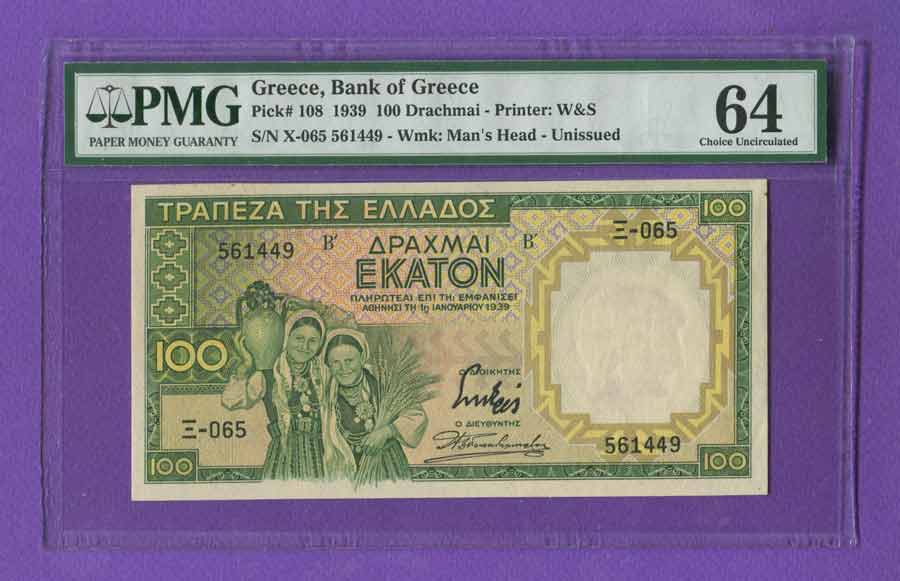 PMG
PAPER MONEY GUARANTY
Greece, Bank of Greece
Pick# 108 1939 100 Drachmai - Printer: W&S
S/N X-065 561449 - Wmk: Man's Head - Unissued
64
Choice Uncirculated
ΤΡΑΠΕΖΑ ΤΗΣ ΕΛΛΑΔΟΣ
100
561449 Β' ΔΡΑΧΜΑΙ Β' Ξ-065
ΕΚΑΤΟΝ
ΠΛΗΡΩΤΕΑΙ ΕΠΙ ΤΗ ΕΜΦΑΝΙΣΕΙ
ΑΘΗΝΗΣΙ ΤΗ 1η ΙΑΝΟΥΑΡΙΟΥ 1939
100
Ο ΔΙΟΙΚΗΤΗΣ
Ξ-065
Ο ΔΙΕΥΘΥΝΤΗΣ
561449
100
100